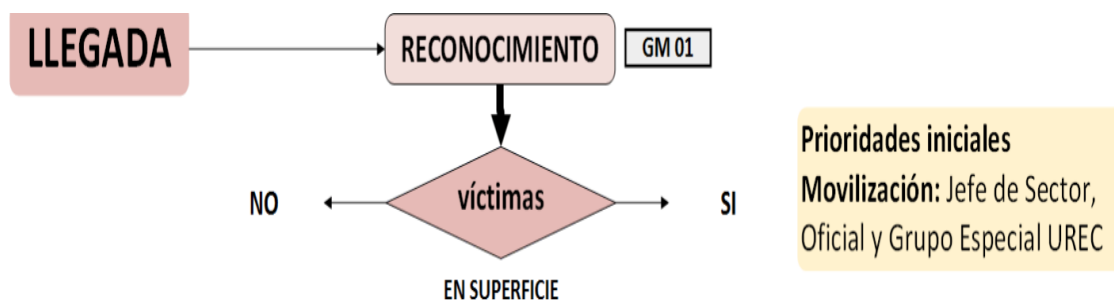 LLEGADA
RECONOCIMIENTO
GM 01
Prioridades iniciales
Movilización: Jefe de Sector,
Oficial y Grupo Especial UREC
NO
víctimas
SI
EN SUPERFICIE